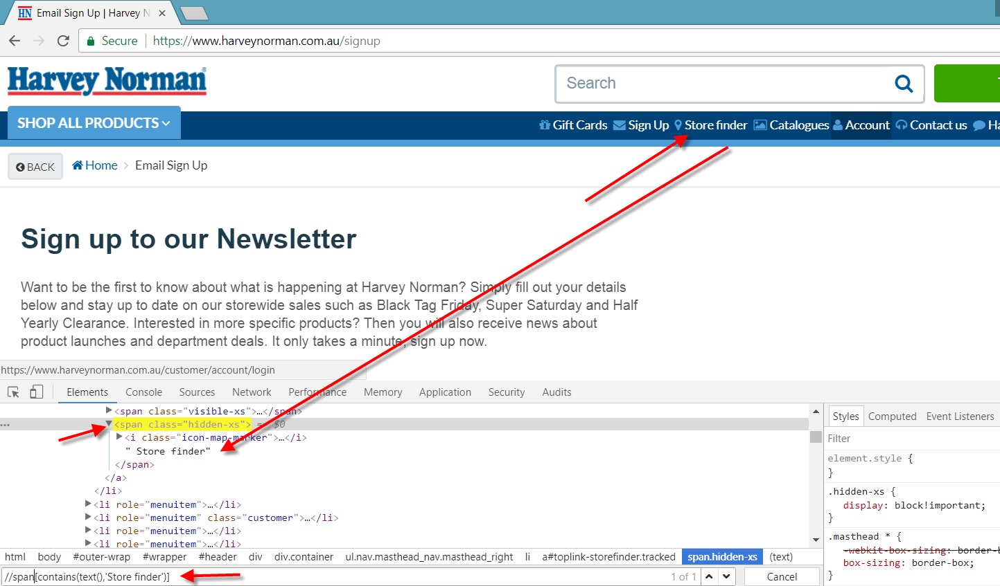 HN Email Sign Up | Harvey N ×
Secure https://www.harveynorman.com.au/signup
Harvey Norman®
Search
SHOP ALL PRODUCTS
Gift Cards Sign Up Store finder Catalogues Account Contact us
BACK Home > Email Sign Up
Sign up to our Newsletter
Want to be the first to know about what is happening at Harvey Norman? Simply fill out your details
below and stay up to date on our storewide sales such as Black Tag Friday, Super Saturday and Half
Yearly Clearance. Interested in more specific products? Then you will also receive news about
product launches and department deals. It only takes a minute, sign up now.
https://www.harveynorman.com.au/customer/account/login
Elements Console Sources Network Performance Memory Application Security Audits
<span class="visible-xs">…</span>
... <span class="hidden-xs"> == $0
<i class="icon-map-marker">…</i>
" Store finder"
</span>
</a>
</li>
<li role="menuitem">…</li>
<li role="menuitem" class="customer">…</li>
<li role="menuitem">…</li>
<li role="menuitem">…</li>
Styles Computed Event Listeners
Filter
element.style {
}
.hidden-xs {
display: block!important;
}
.masthead * {
-webkit-box-sizing: border-b
box-sizing: border-box;
}
html body #outer-wrap #wrapper #header div div.container ul.nav.masthead_nav.masthead_right li a#toplink-storefinder.tracked span.hidden-xs (text)
//span[contains(text(),'Store finder')] 1 of 1 Cancel